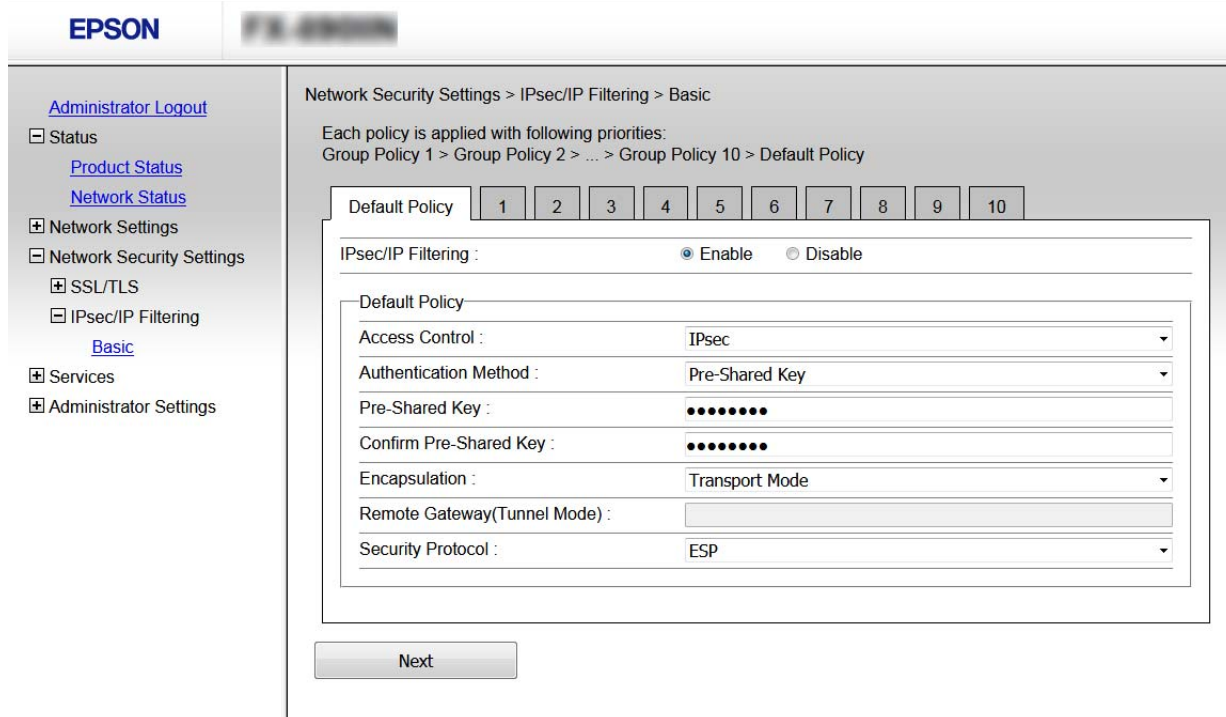 EPSON
Administrator Logout
Status
Product Status
Network Status
Network Settings
Network Security Settings
SSL/TLS
IPsec/IP Filtering
Basic
Services
Administrator Settings
Network Security Settings > IPsec/IP Filtering > Basic
Each policy is applied with following priorities:
Group Policy 1 > Group Policy 2 > ... > Group Policy 10 > Default Policy
Default Policy 1 2 3 4 5 6 7 8 9 10
IPsec/IP Filtering : Enable Disable
Default Policy
Access Control : IPsec
Authentication Method : Pre-Shared Key
Pre-Shared Key : ••••••••
Confirm Pre-Shared Key : ••••••••
Encapsulation : Transport Mode
Remote Gateway(Tunnel Mode) :
Security Protocol : ESP
Next